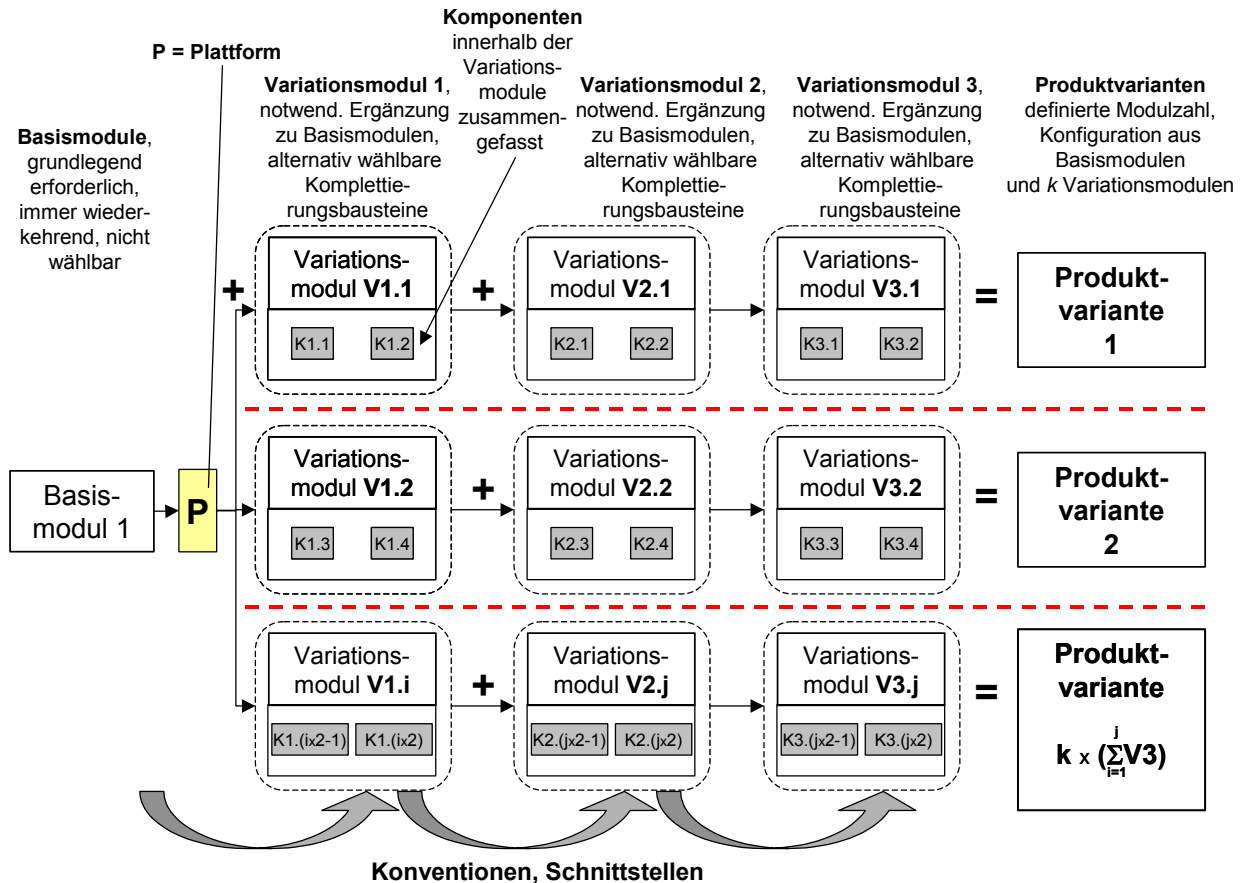 P = Plattform
Komponenten
innerhalb der
Variations-
module
zusammen-
gefasst
Basismodule,
grundlegend
erforderlich,
immer wieder-
kehrend, nicht
wählbar
Variationsmodul 1,
notwend. Ergänzung
zu Basismodulen,
alternativ wählbare
Komplettie-
rungsbausteine
Variationsmodul 2,
notwend. Ergänzung
zu Basismodulen,
alternativ wählbare
Komplettie-
rungsbausteine
Variationsmodul 3,
notwend. Ergänzung
zu Basismodulen,
alternativ wählbare
Komplettie-
rungsbausteine
Produktvarianten
definierte Modulzahl,
Konfiguration aus
Basismodulen
und k Variationsmodulen
+
Variations-
modul V1.1
K1.1 K1.2
+
Variations-
modul V2.1
K2.1 K2.2
Variations-
modul V3.1
K3.1 K3.2
=
Produkt-
variante
1
Basis-
modul 1
P
Variations-
modul V1.2
K1.3 K1.4
+
Variations-
modul V2.2
K2.3 K2.4
Variations-
modul V3.2
K3.3 K3.4
=
Produkt-
variante
2
Variations-
modul V1.i
K1.(ix2-1) K1.(ix2)
+
Variations-
modul V2.j
K2.(jx2-1) K2.(jx2)
Variations-
modul V3.j
K3.(jx2-1) K3.(jx2)
=
Produkt-
variante
j
k x (ΣV3)
i=1
Konventionen, Schnittstellen